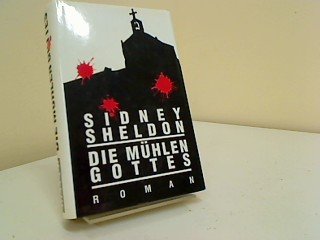 SIDNEY
SHELDON
DIE MÜHLEN
GOTTES
ROMAN